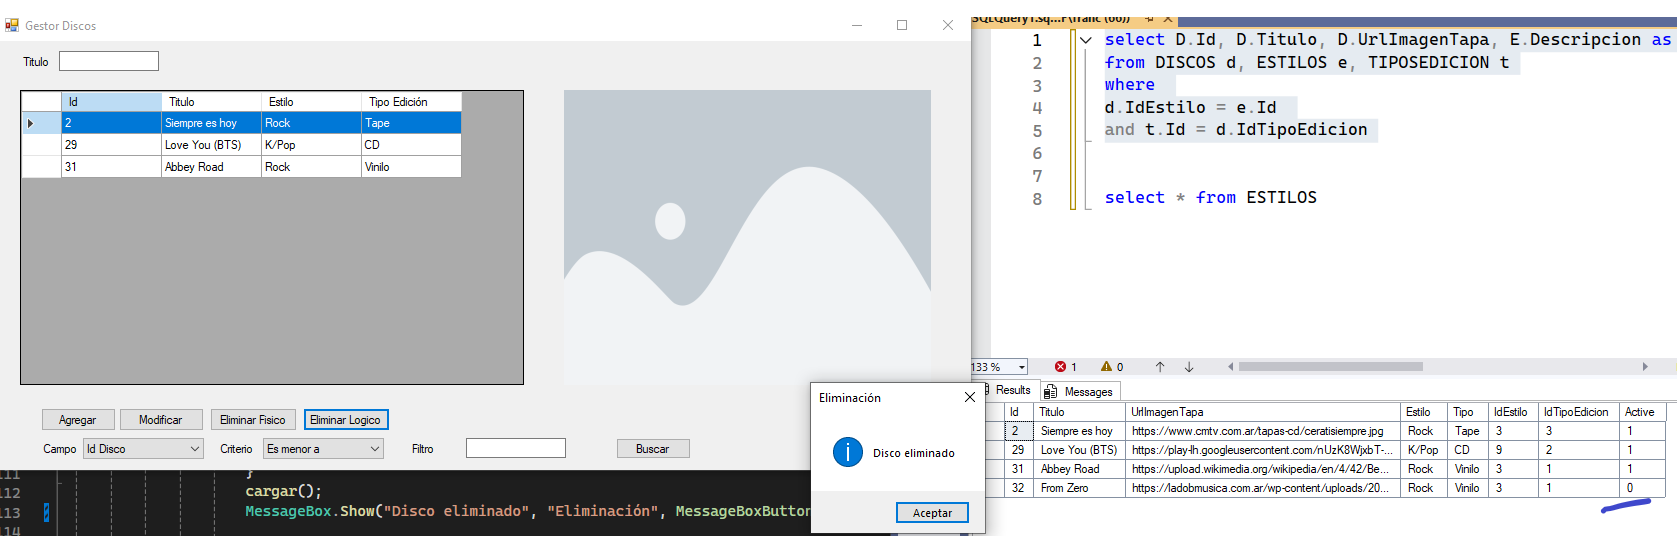 Gestor Discos
Titulo
Id Titulo Estilo Tipo Edición
2 Siempre es hoy Rock Tape
29 Love You (BTS) K/Pop CD
31 Abbey Road Rock Vinilo
Agregar Modificar Eliminar Fisico Eliminar Logico
Campo Id Disco Criterio Es menor a Filtro Buscar
112 cargar();
113 MessageBox.Show("Disco eliminado", "Eliminación", MessageBoxButton
Eliminación
Disco eliminado
Aceptar
1 select D.Id, D.Titulo, D.UrlImagenTapa, E.Descripcion as
2 from DISCOS d, ESTILOS e, TIPOSEDICION t
3 where
4 d.IdEstilo = e.Id
5 and t.Id = d.IdTipoEdicion
6
7
8 select * from ESTILOS
133 % 1 0
Results Messages
Id Titulo UrlImagenTapa Estilo Tipo IdEstilo IdTipoEdicion Active
2 Siempre es hoy https://www.cmtv.com.ar/tapas-cd/ceratisiempre.jpg Rock Tape 3 3 1
29 Love You (BTS) https://play-lh.googleusercontent.com/nUzK8WjxbT-... K/Pop CD 9 2 1
31 Abbey Road https://upload.wikimedia.org/wikipedia/en/4/42/Be... Rock Vinilo 3 1 1
32 From Zero https://ladobmusica.com.ar/wp-content/uploads/20... Rock Vinilo 3 1 0